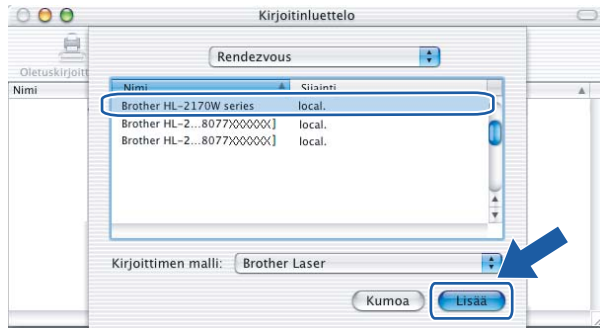 Kirjoitinluettelo
Rendezvous
Nimi
Nimi Sijainti
Brother HL-2170W series local.
Brother HL-2...8077XXXXXX] local.
Brother HL-2...8077XXXXXX] local.
Kirjoittimen malli: Brother Laser
Kumoa Lisää